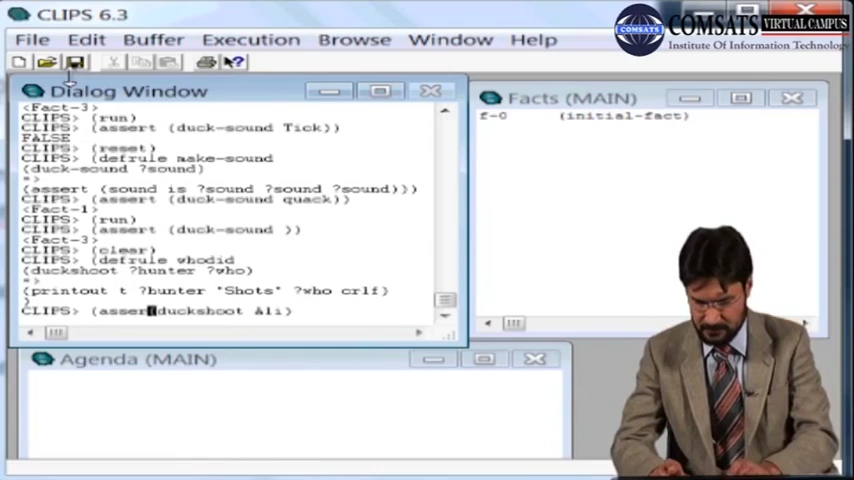 CLIPS 6.3
COMSATS VIRTUAL CAMPUS
Institute Of Information Technology
File Edit Buffer Execution Browse Window Help
Dialog Window
<Fact-3>
CLIPS> (run)
CLIPS> (assert (duck-sound Tick))
FALSE
CLIPS> (reset)
CLIPS> (defrule make-sound
(duck-sound ?sound)
=>
(assert (sound is ?sound ?sound ?sound)))
CLIPS> (assert (duck-sound quack))
<Fact-1>
CLIPS> (run)
CLIPS> (assert (duck-sound ))
<Fact-3>
CLIPS> (clear)
CLIPS> (defrule whodid
(duckshoot ?hunter ?who)
=>
(printout t ?hunter "Shots" ?who crlf)
)
CLIPS> (assert(duckshoot Ali)
Facts (MAIN)
f-0 (initial-fact)
Agenda (MAIN)